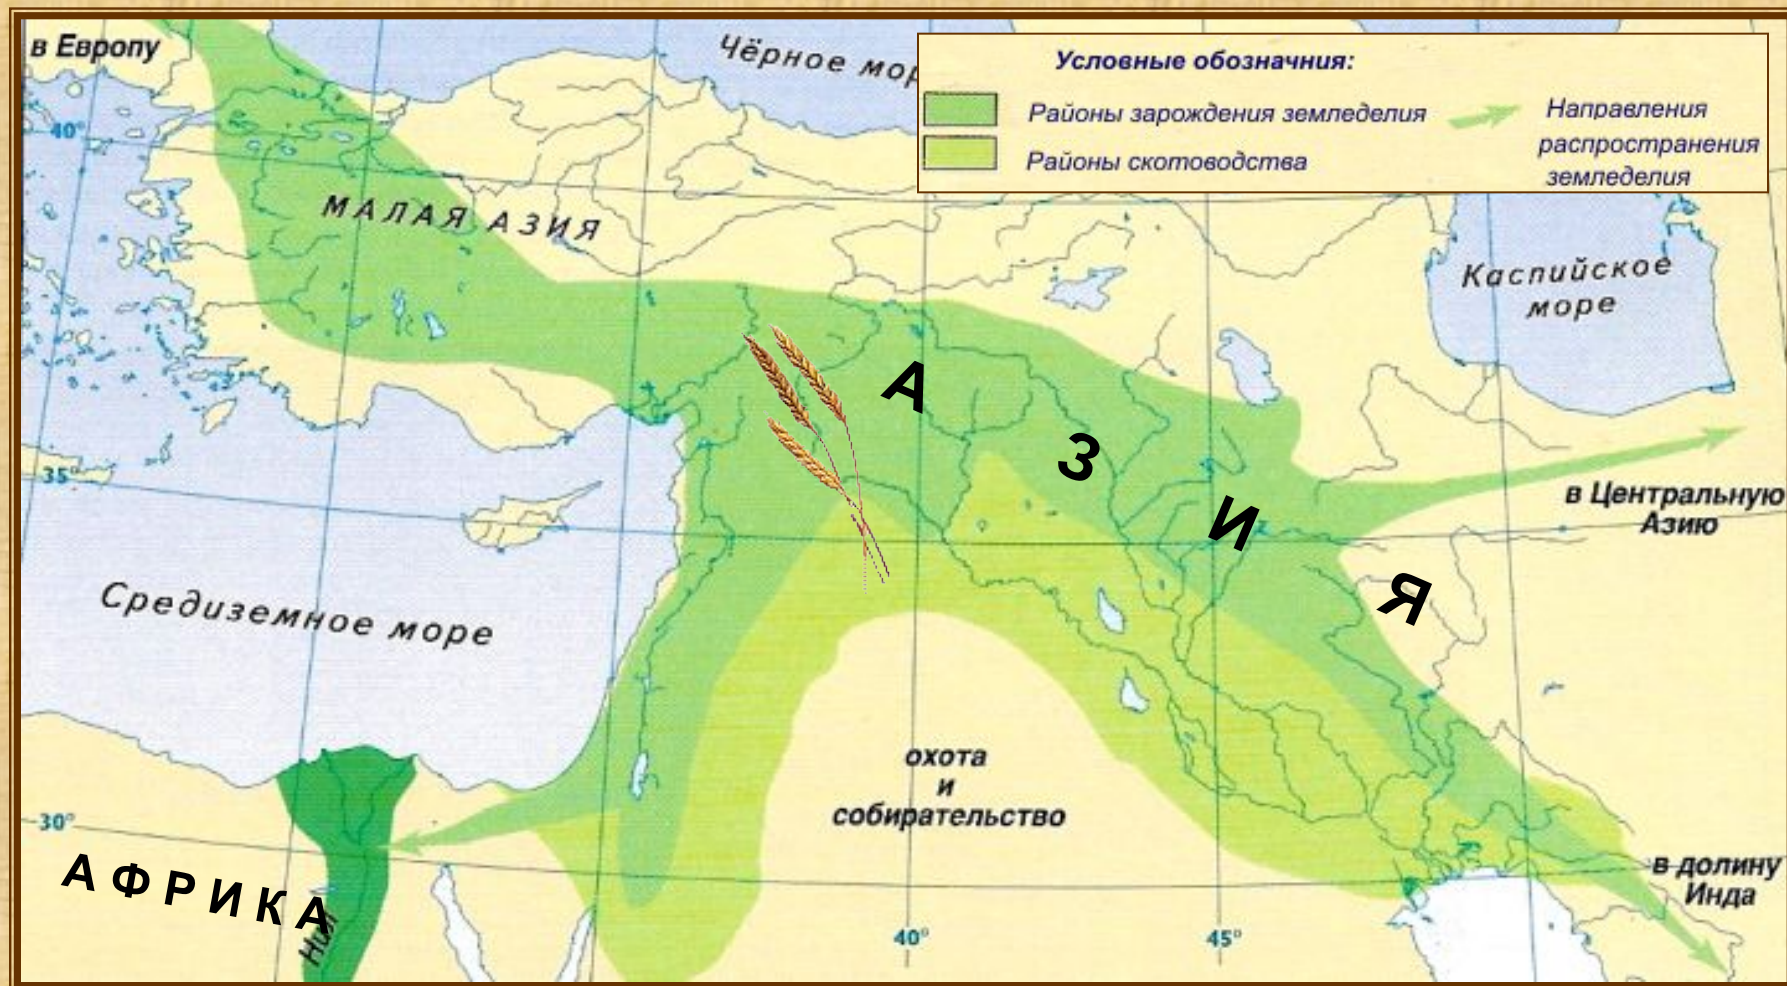 в Европу
Чёрное мор
Условные обозначния:
Районы зарождения земледелия
Районы скотоводства
Направления
распространения
земледелия
40°
МАЛАЯ АЗИЯ
Каспийское
море
АЗИЯ
35°
в Центральную
Азию
Средиземное море
охота
и
собирательство
30°
АФРИКА
Нил
в долину
Инда
40°
45°